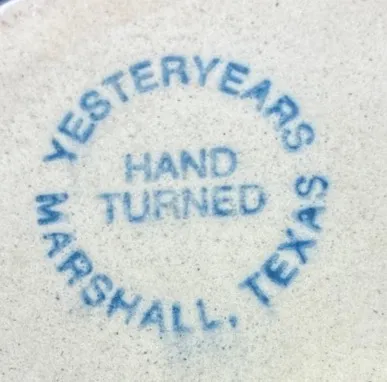 YESTERYEARS
HAND
TURNED
MARSHALL, TEXAS